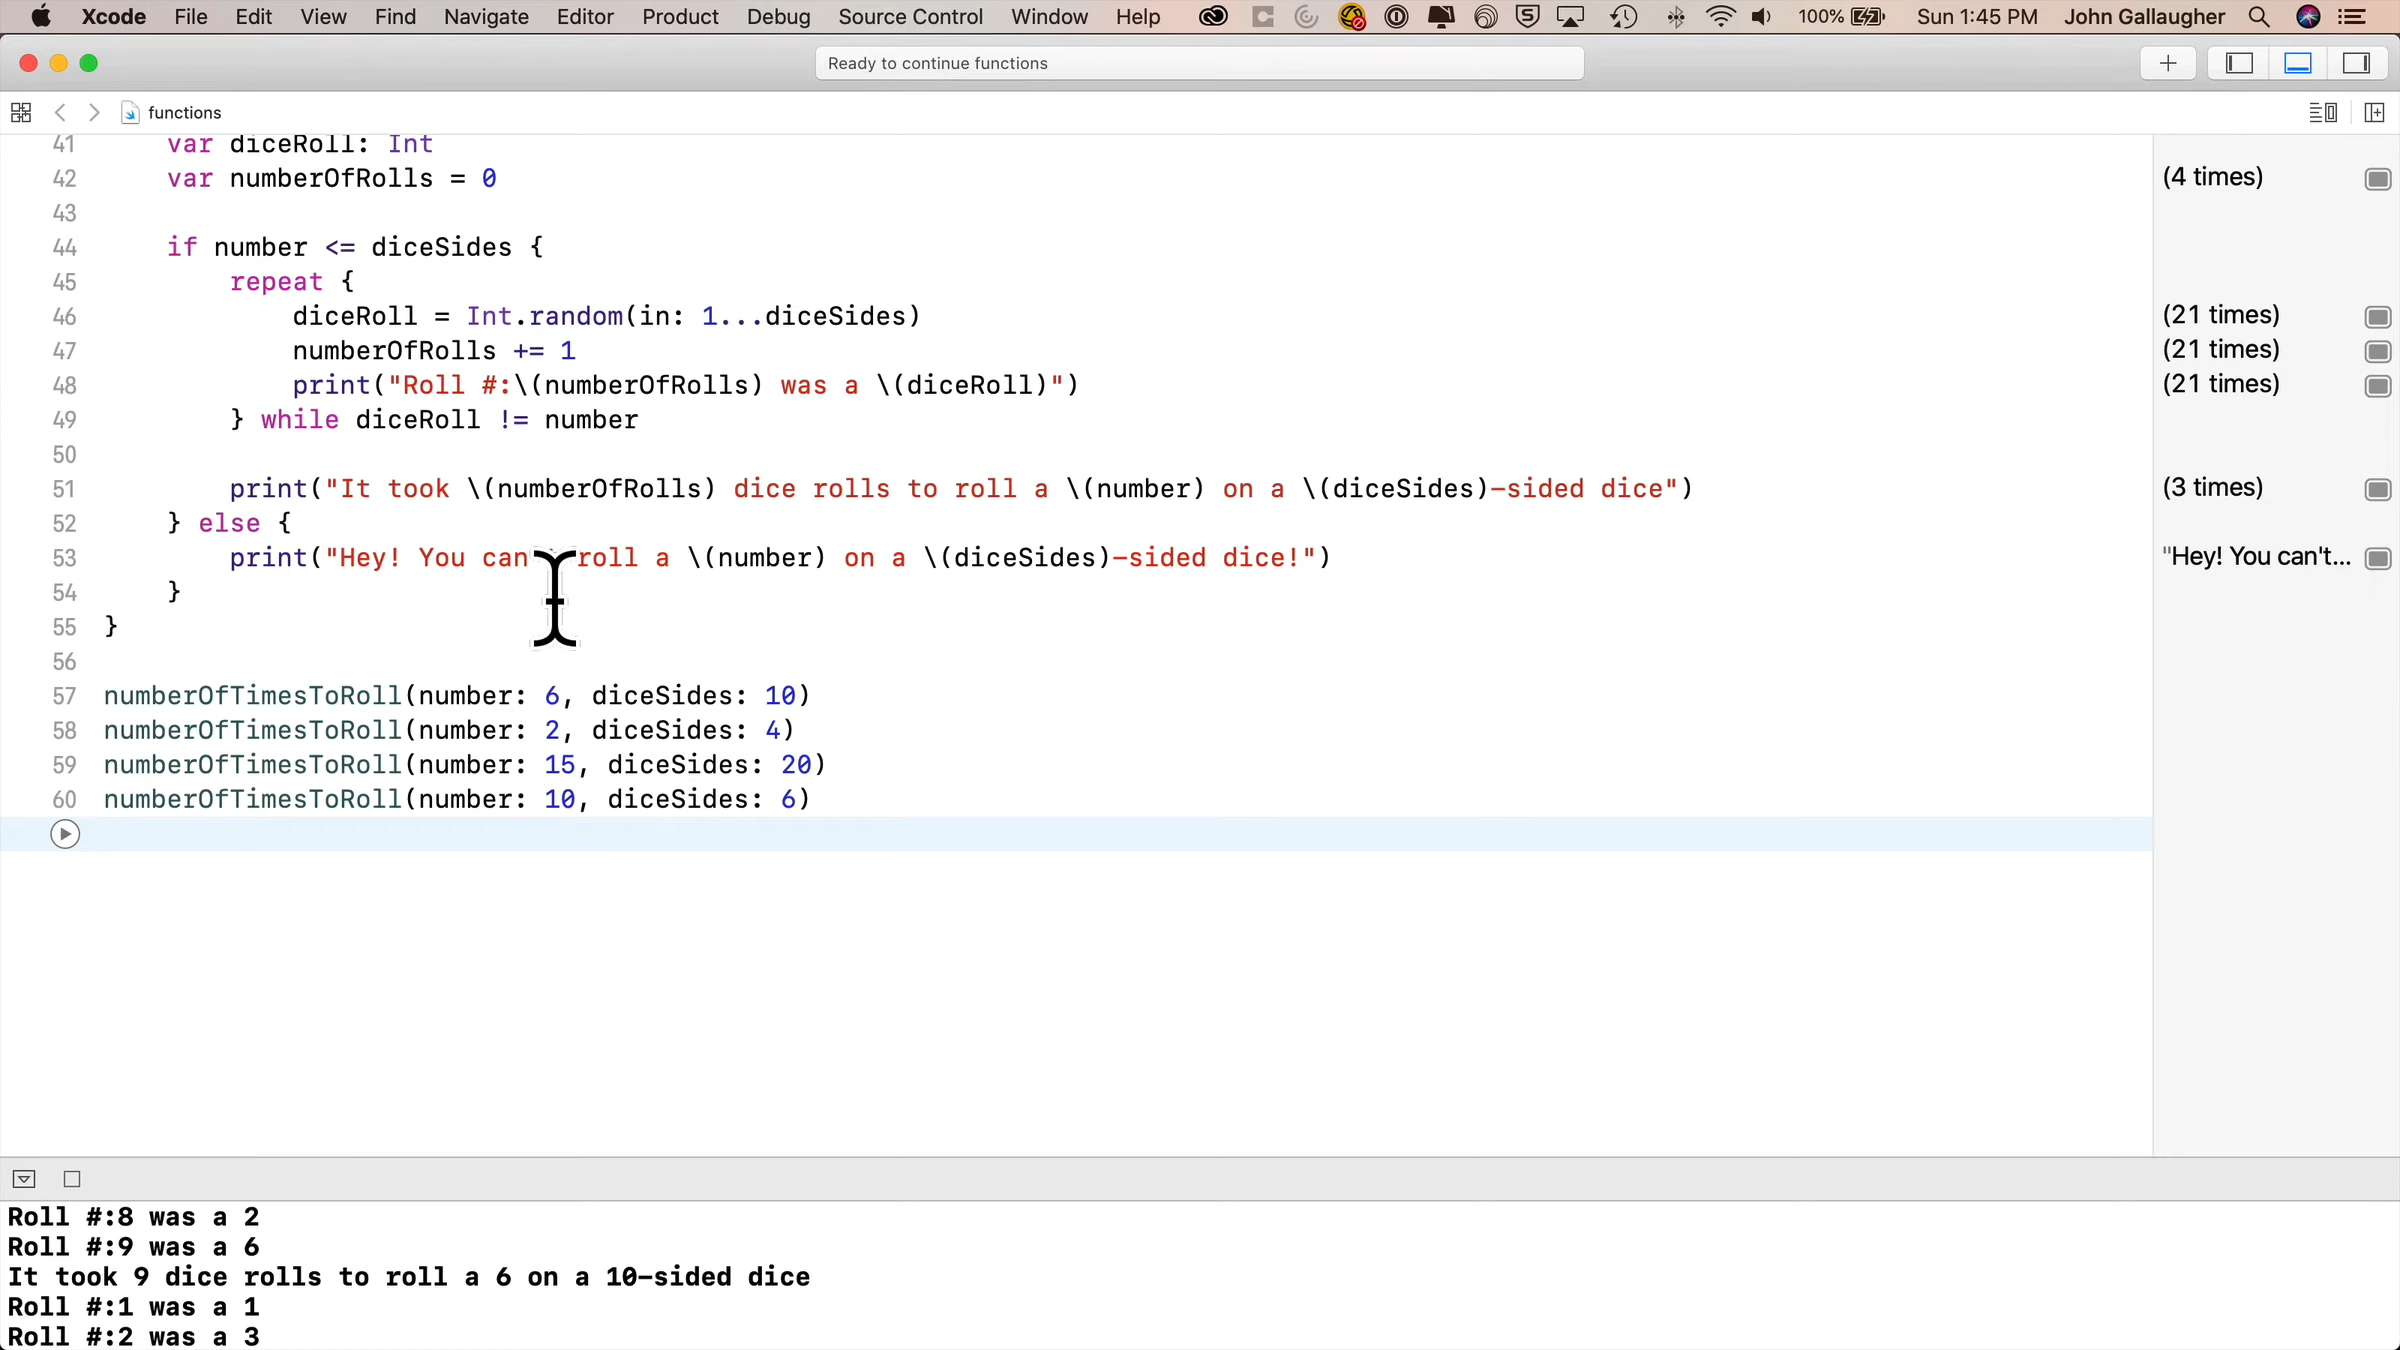 Xcode File Edit View Find Navigate Editor Product Debug Source Control Window Help 100% Sun 1:45 PM John Gallaugher
Ready to continue functions
functions
41 var diceRoll: Int
42 var numberOfRolls = 0 (4 times)
43
44 if number <= diceSides {
45 repeat {
46 diceRoll = Int.random(in: 1...diceSides) (21 times)
47 numberOfRolls += 1 (21 times)
48 print("Roll #:\(numberOfRolls) was a \(diceRoll)") (21 times)
49 } while diceRoll != number
50
51 print("It took \(numberOfRolls) dice rolls to roll a \(number) on a \(diceSides)-sided dice") (3 times)
52 } else {
53 print("Hey! You can roll a \(number) on a \(diceSides)-sided dice!") "Hey! You can't...
54 }
55 }
56
57 numberOfTimesToRoll(number: 6, diceSides: 10)
58 numberOfTimesToRoll(number: 2, diceSides: 4)
59 numberOfTimesToRoll(number: 15, diceSides: 20)
60 numberOfTimesToRoll(number: 10, diceSides: 6)
Roll #:8 was a 2
Roll #:9 was a 6
It took 9 dice rolls to roll a 6 on a 10-sided dice
Roll #:1 was a 1
Roll #:2 was a 3